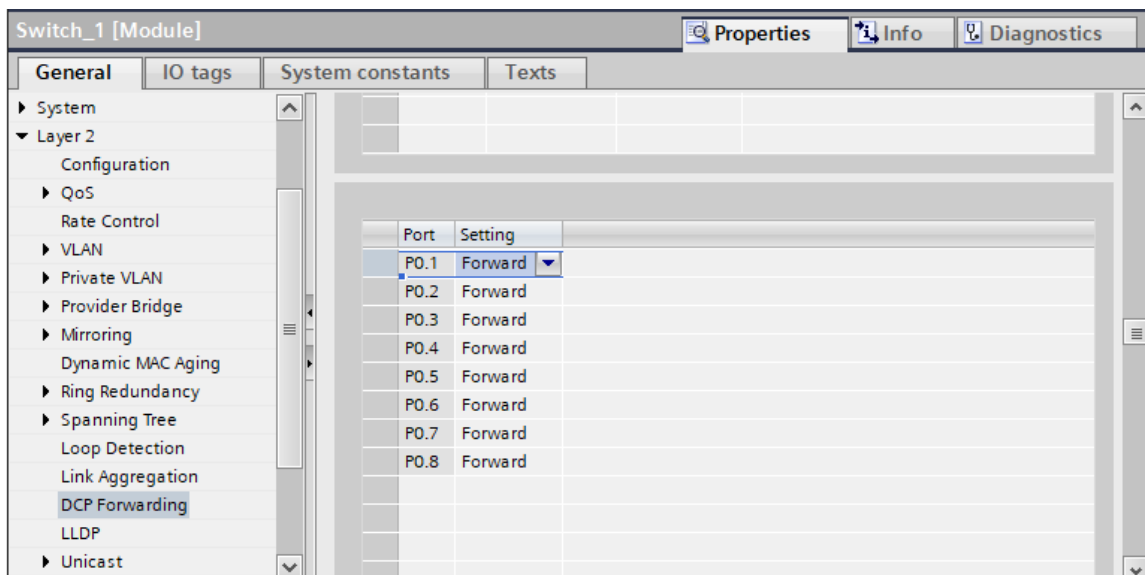 Switch_1 [Module]
Properties
Info
Diagnostics
General
IO tags
System constants
Texts
System
Layer 2
Configuration
QoS
Rate Control
VLAN
Private VLAN
Provider Bridge
Mirroring
Dynamic MAC Aging
Ring Redundancy
Spanning Tree
Loop Detection
Link Aggregation
DCP Forwarding
LLDP
Unicast
Port Setting
P0.1 Forward
P0.2 Forward
P0.3 Forward
P0.4 Forward
P0.5 Forward
P0.6 Forward
P0.7 Forward
P0.8 Forward